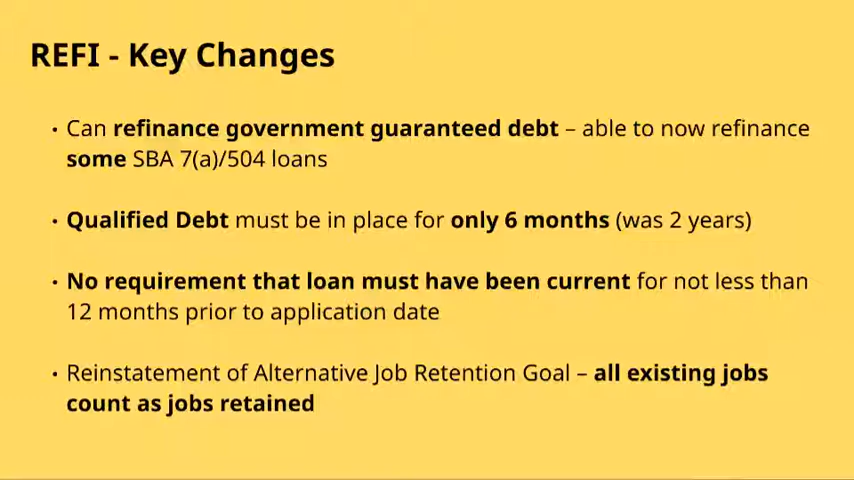 REFI - Key Changes
• Can refinance government guaranteed debt – able to now refinance
some SBA 7(a)/504 loans
• Qualified Debt must be in place for only 6 months (was 2 years)
• No requirement that loan must have been current for not less than
12 months prior to application date
• Reinstatement of Alternative Job Retention Goal – all existing jobs
count as jobs retained